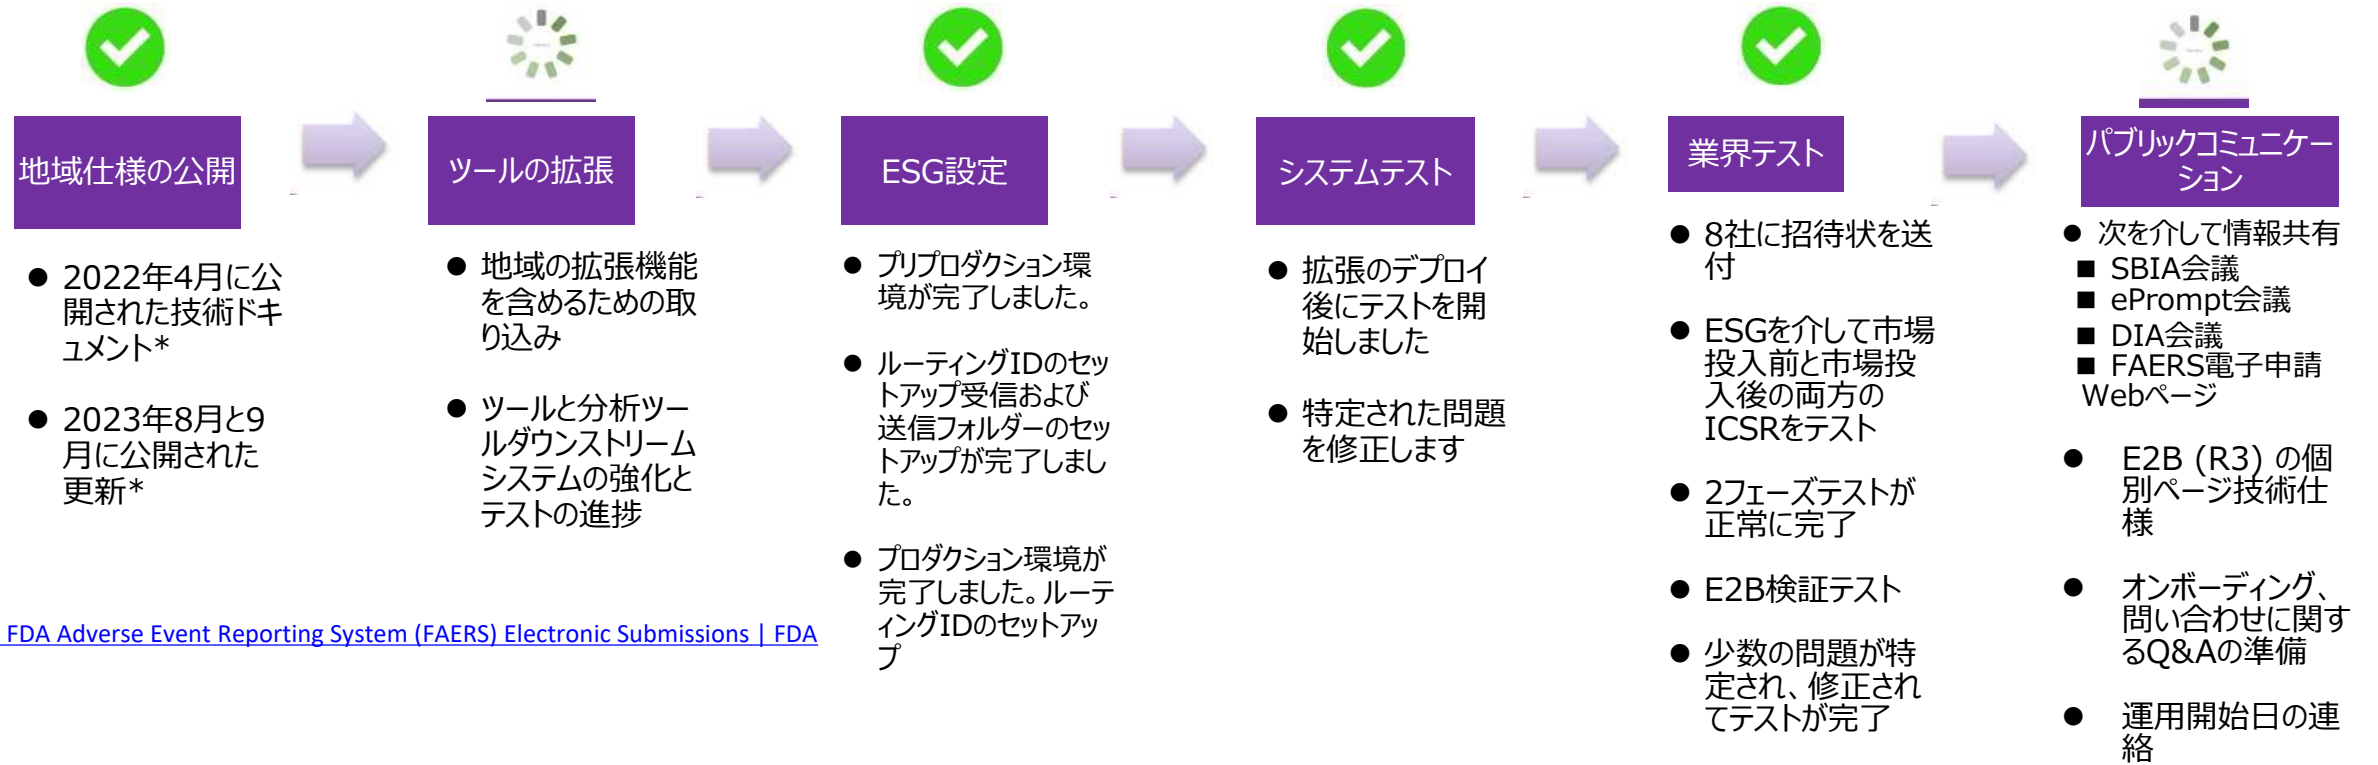 地域仕様の公開
● 2022年4月に公
開された技術ドキ
ュメント*
● 2023年8月と9
月に公開された
更新*
FDA Adverse Event Reporting System (FAERS) Electronic Submissions | FDA
ツールの拡張
● 地域の拡張機能
を含めるための取
り込み
● ツールと分析ツー
ルダウンストリーム
システムの強化と
テストの進捗
ESG設定
● プリプロダクション環
境が完了しました。
● ルーティングIDのセッ
トアップ受信および
送信フォルダーのセッ
トアップが完了しまし
た。
● プロダクション環境が
完了しました。ルーテ
ィングIDのセットアッ
プ
システムテスト
● 拡張のデプロイ
後にテストを開
始しました
● 特定された問題
を修正します
業界テスト
● 8社に招待状を送
付
● ESGを介して市場
投入前と市場投
入後の両方の
ICSRをテスト
● 2フェーズテストが
正常に完了
● E2B検証テスト
● 少数の問題が特
定され、修正され
てテストが完了
パブリックコミュニケー
ション
● 次を介して情報共有
■ SBIA会議
■ ePrompt会議
■ DIA会議
■ FAERS電子申請
Webページ
● E2B (R3) の個
別ページ技術仕
様
● オンボーディング、
問い合わせに関す
るQ&Aの準備
● 運用開始日の連
絡